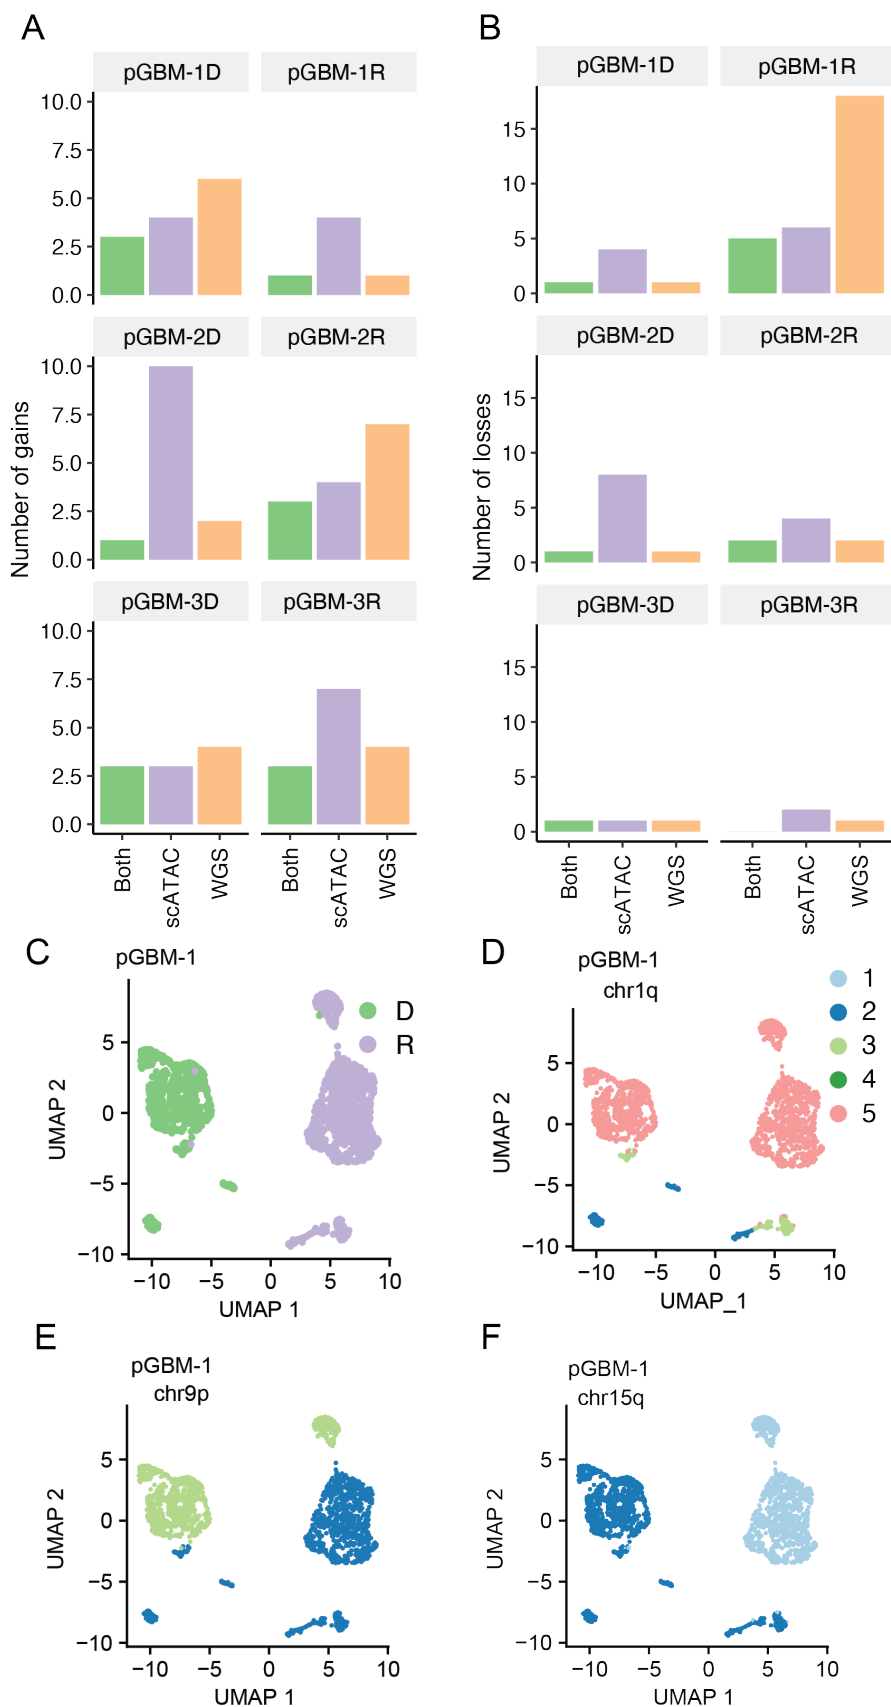 A
B
pGBM-1D
pGBM-1R
10.0
7.5
5.0
2.5
0.0
pGBM-2D
pGBM-2R
10.0
7.5
5.0
2.5
0.0
pGBM-3D
pGBM-3R
10.0
7.5
5.0
2.5
0.0
Number of gains
Both
scATAC
WGS
Both
scATAC
WGS
pGBM-1D
pGBM-1R
15
10
5
0
pGBM-2D
pGBM-2R
15
10
5
0
pGBM-3D
pGBM-3R
15
10
5
0
Number of losses
Both
scATAC
WGS
Both
scATAC
WGS
C
pGBM-1
D
R
5
0
−5
−10
UMAP 2
−10 −5 0 5 10
UMAP 1
D
pGBM-1
chr1q
1
2
3
4
5
5
0
−5
−10
UMAP 2
−10 −5 0 5 10
UMAP_1
E
pGBM-1
chr9p
5
0
−5
−10
UMAP 2
−10 −5 0 5 10
UMAP 1
F
pGBM-1
chr15q
5
0
−5
−10
UMAP 2
−10 −5 0 5 10
UMAP 1